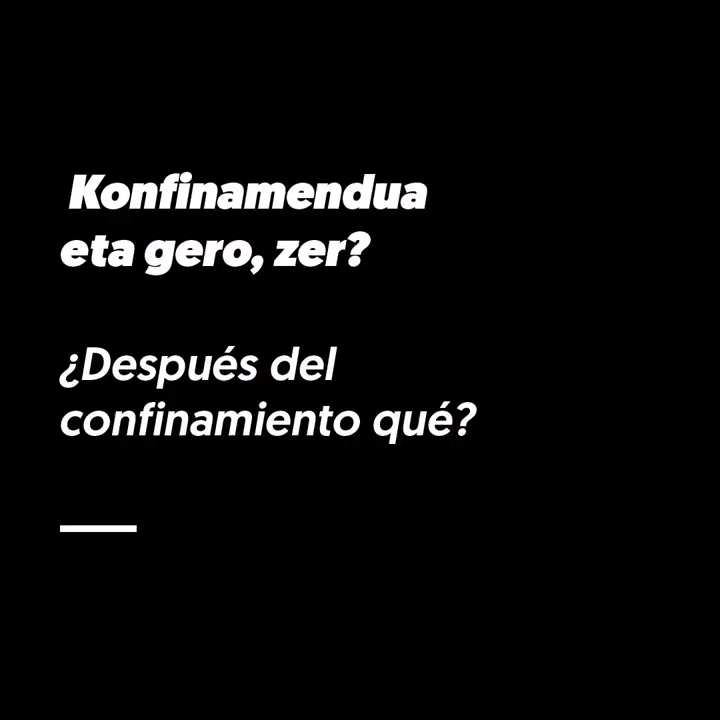 Konfinamendua
eta gero, zer?
¿Después del
confinamiento qué?